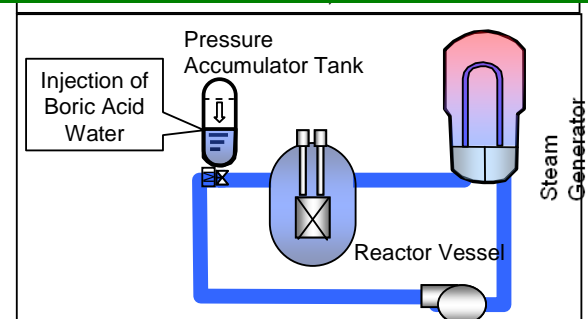 Pressure
Accumulator Tank
Injection of
Boric Acid
Water
Steam
Generator
Reactor Vessel